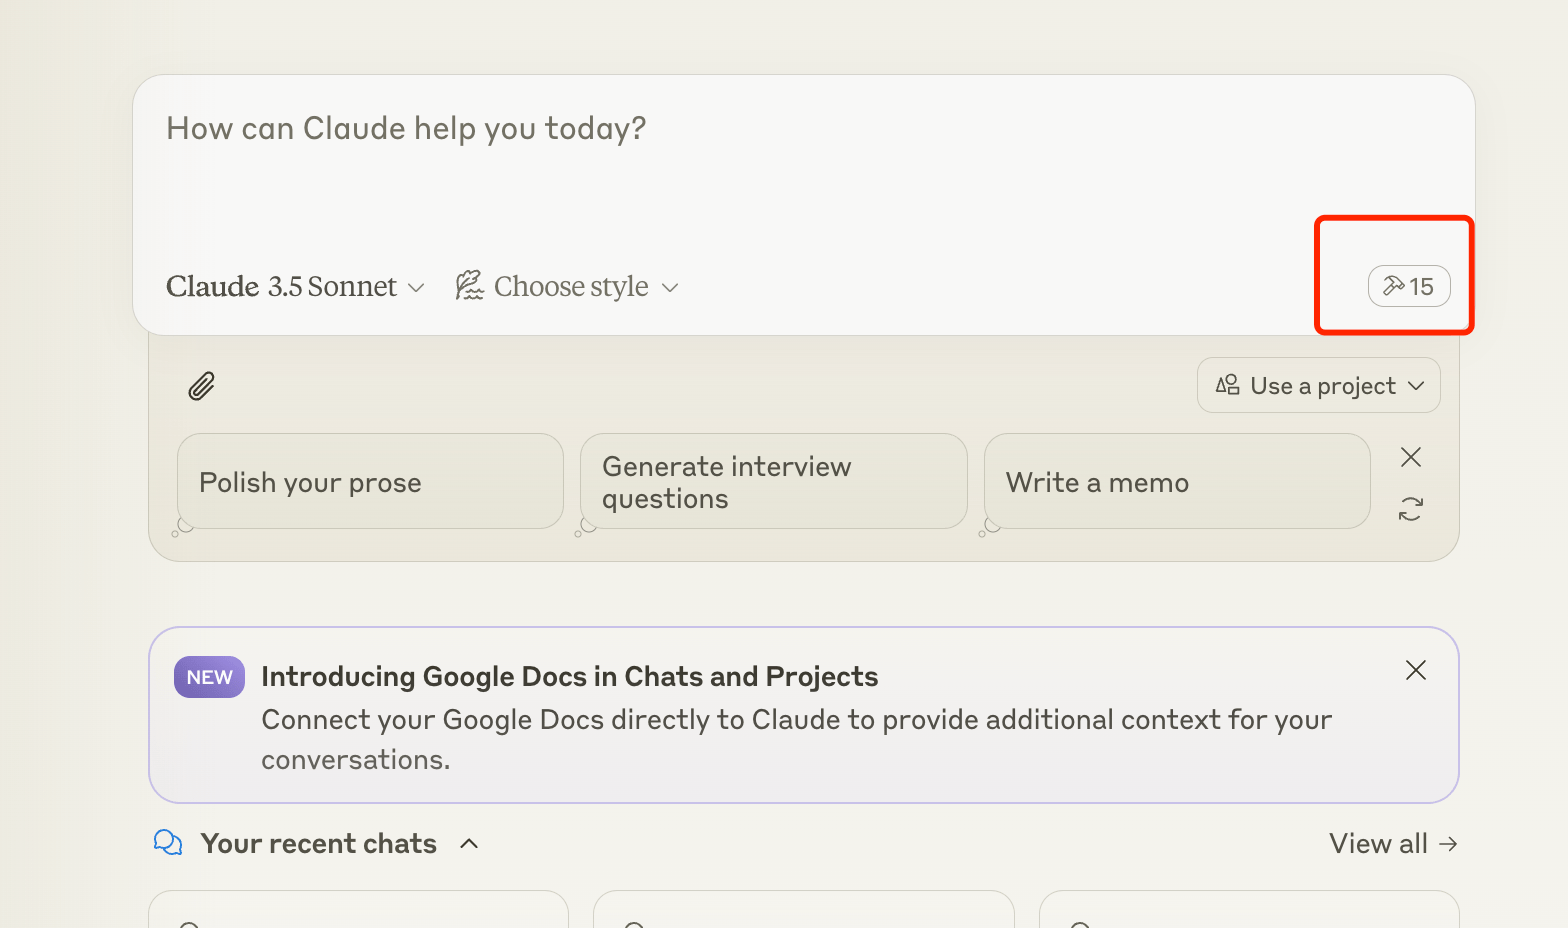 How can Claude help you today?
Claude 3.5 Sonnet
Choose style
15
Use a project
Polish your prose
Generate interview
questions
Write a memo
NEW
Introducing Google Docs in Chats and Projects
Connect your Google Docs directly to Claude to provide additional context for your
conversations.
Your recent chats
View all